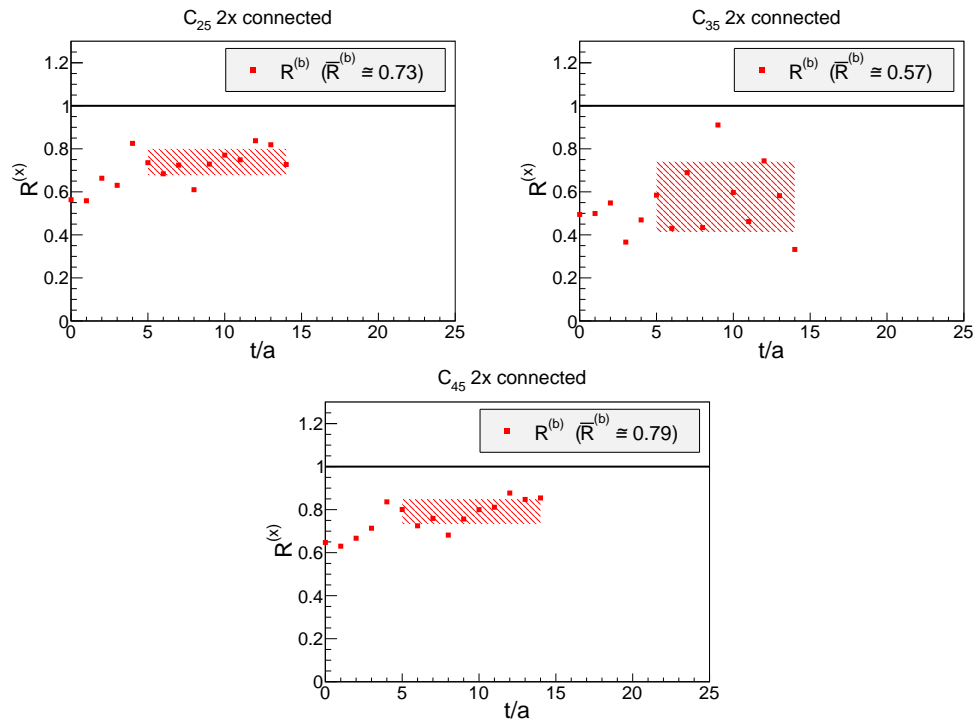 C₂₅ 2x connected
R⁽ᵇ⁾ (R̅⁽ᵇ⁾ ≅ 0.73)
R⁽ˣ⁾
1.2
1
0.8
0.6
0.4
0.2
0
0 5 10 15 20 25
t/a
C₃₅ 2x connected
R⁽ᵇ⁾ (R̅⁽ᵇ⁾ ≅ 0.57)
R⁽ˣ⁾
1.2
1
0.8
0.6
0.4
0.2
0
0 5 10 15 20 25
t/a
C₄₅ 2x connected
R⁽ᵇ⁾ (R̅⁽ᵇ⁾ ≅ 0.79)
R⁽ˣ⁾
1.2
1
0.8
0.6
0.4
0.2
0
0 5 10 15 20 25
t/a